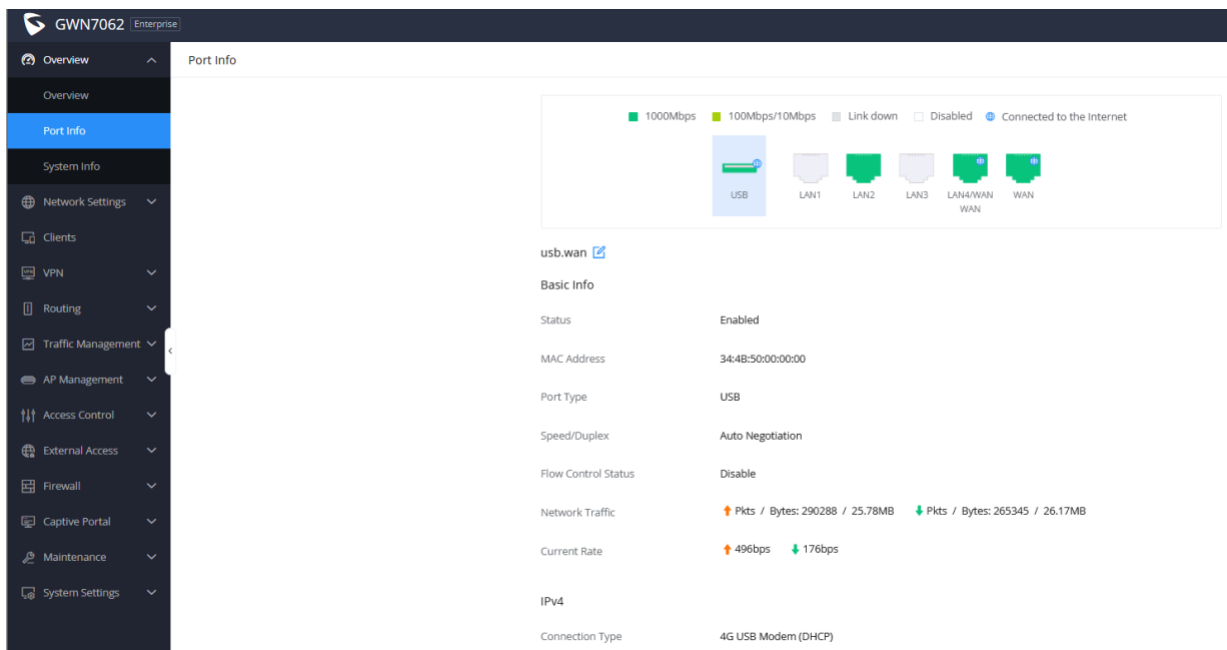 GWN7062 Enterprise
Overview
Port Info
Overview
Port Info
System Info
Network Settings
Clients
VPN
Routing
Traffic Management
AP Management
Access Control
External Access
Firewall
Captive Portal
Maintenance
System Settings
1000Mbps 100Mbps/10Mbps Link down Disabled Connected to the Internet
USB LAN1 LAN2 LAN3 LAN4/WAN WAN
WAN
usb.wan
Basic Info
Status Enabled
MAC Address 34:4B:50:00:00:00
Port Type USB
Speed/Duplex Auto Negotiation
Flow Control Status Disable
Network Traffic Pkts / Bytes: 290288 / 25.78MB Pkts / Bytes: 265345 / 26.17MB
Current Rate 496bps 176bps
IPv4
Connection Type 4G USB Modem (DHCP)